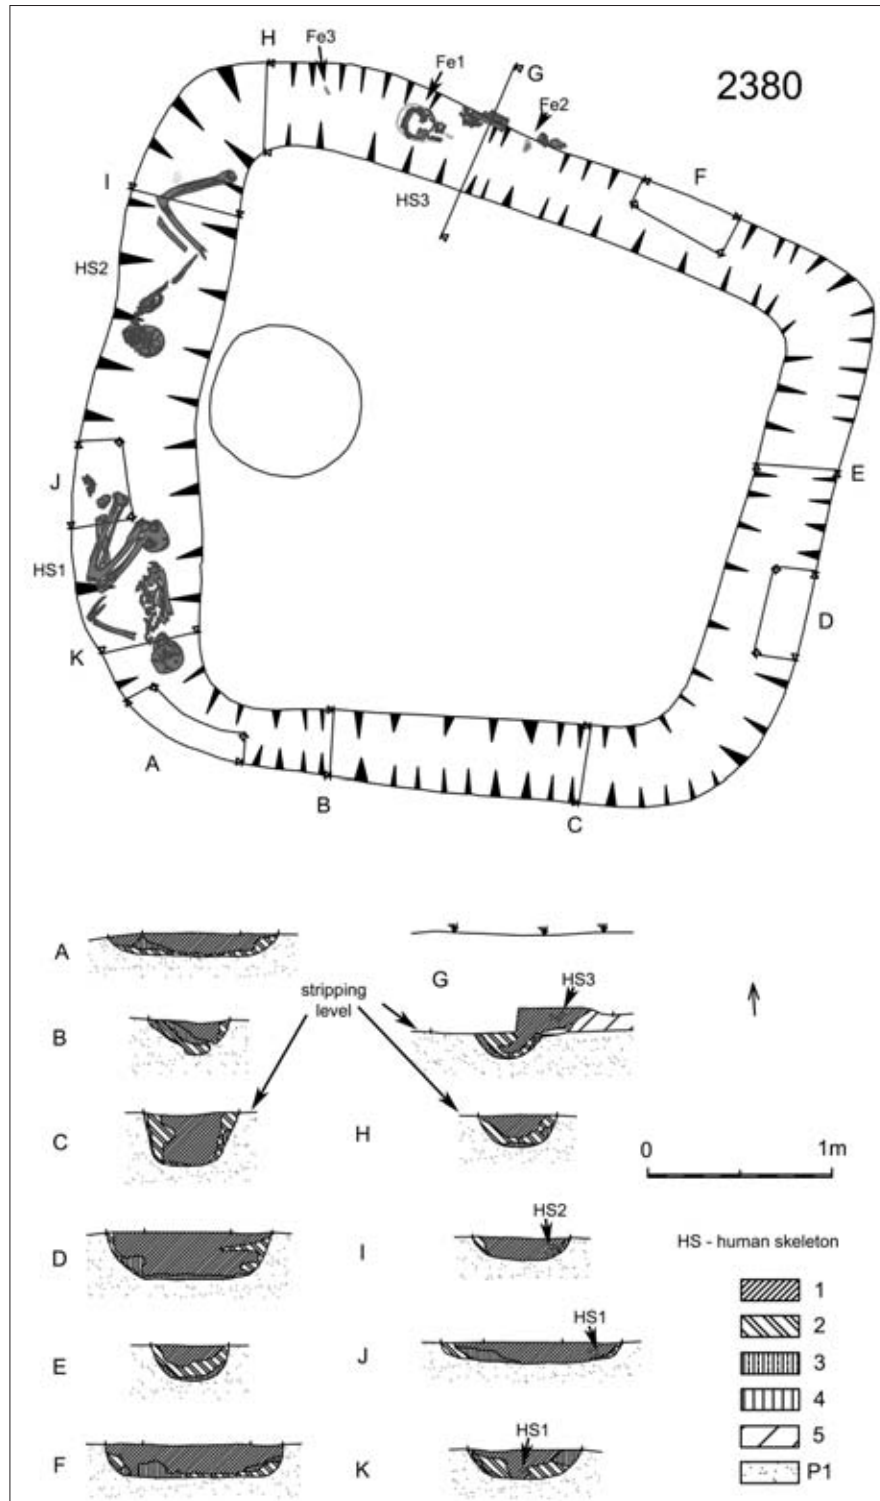 2380
H
Fe3
Fe1
G
Fe2
F
I
HS3
HS2
J
E
HS1
D
K
A
B
C
A
G
HS3
stripping
level
B
C
H
0 1m
HS2
D
I
HS - human skeleton
1
HS1
2
E
J
3
4
HS1
5
F
K
P1